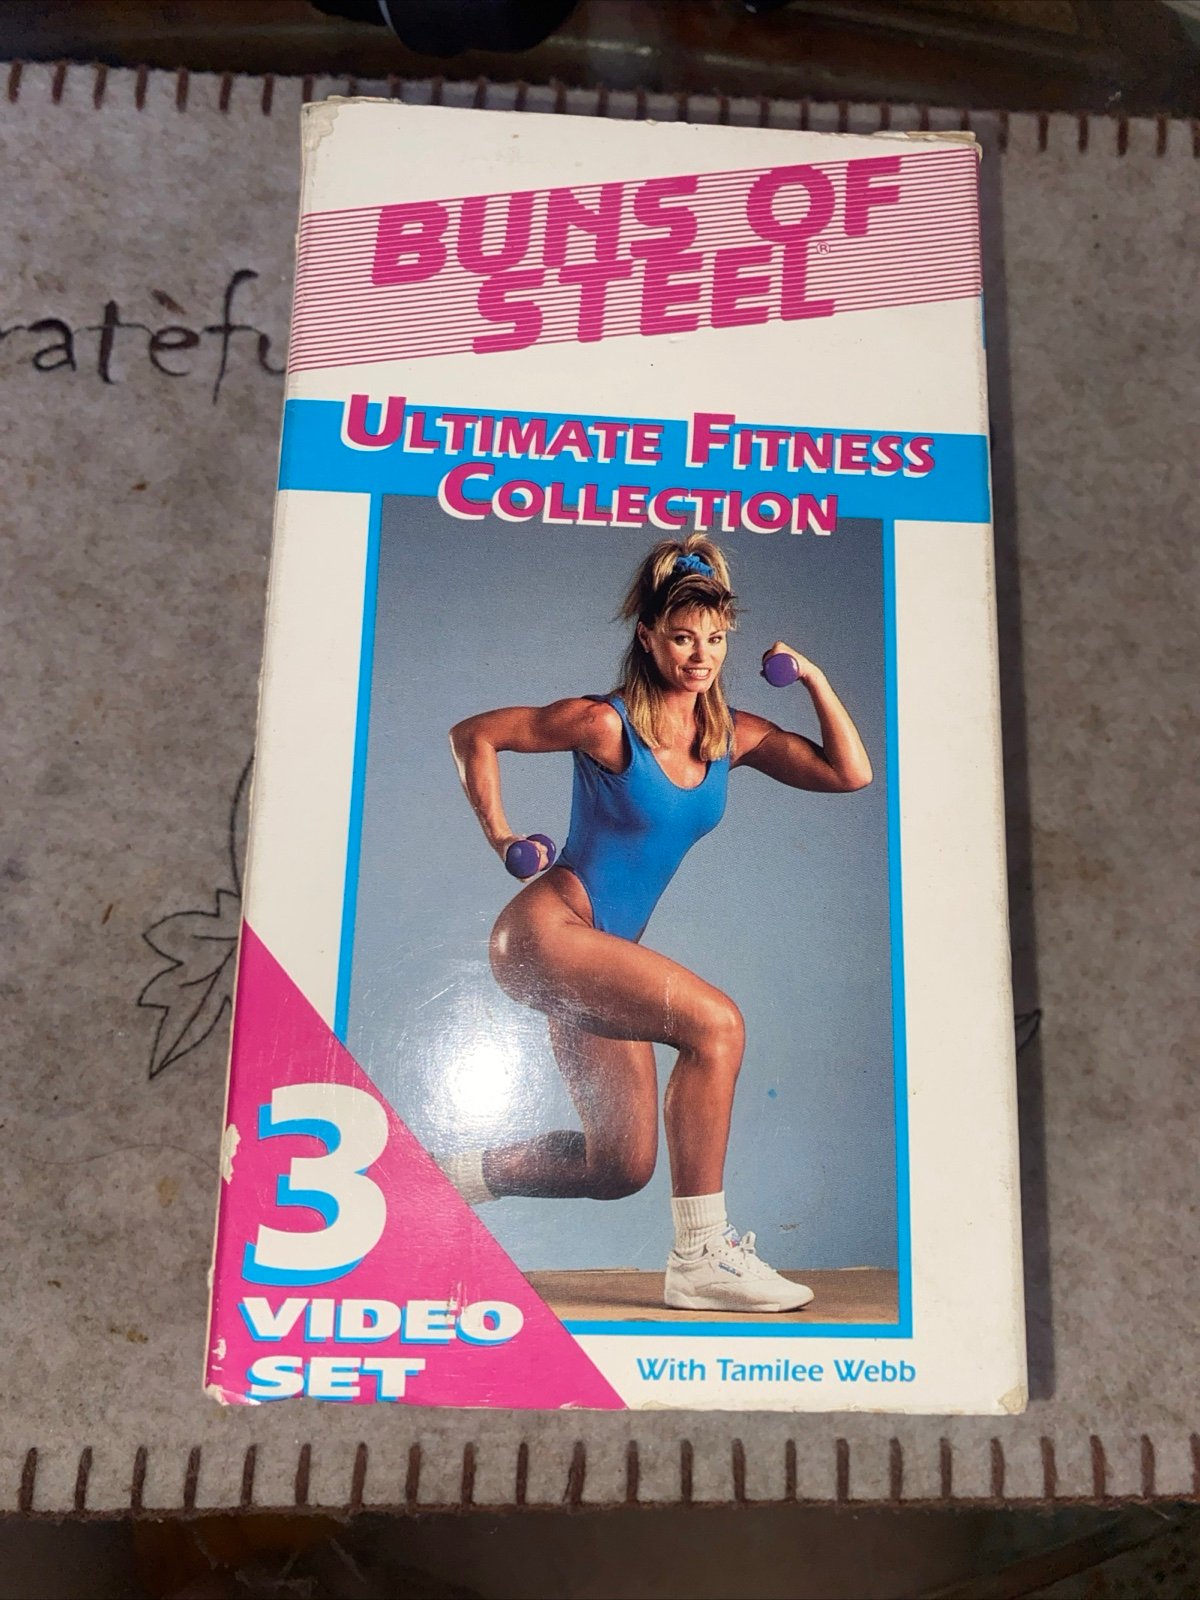 BUNS OF
STEEL®
ULTIMATE FITNESS
COLLECTION
3
VIDEO
SET
With Tamilee Webb